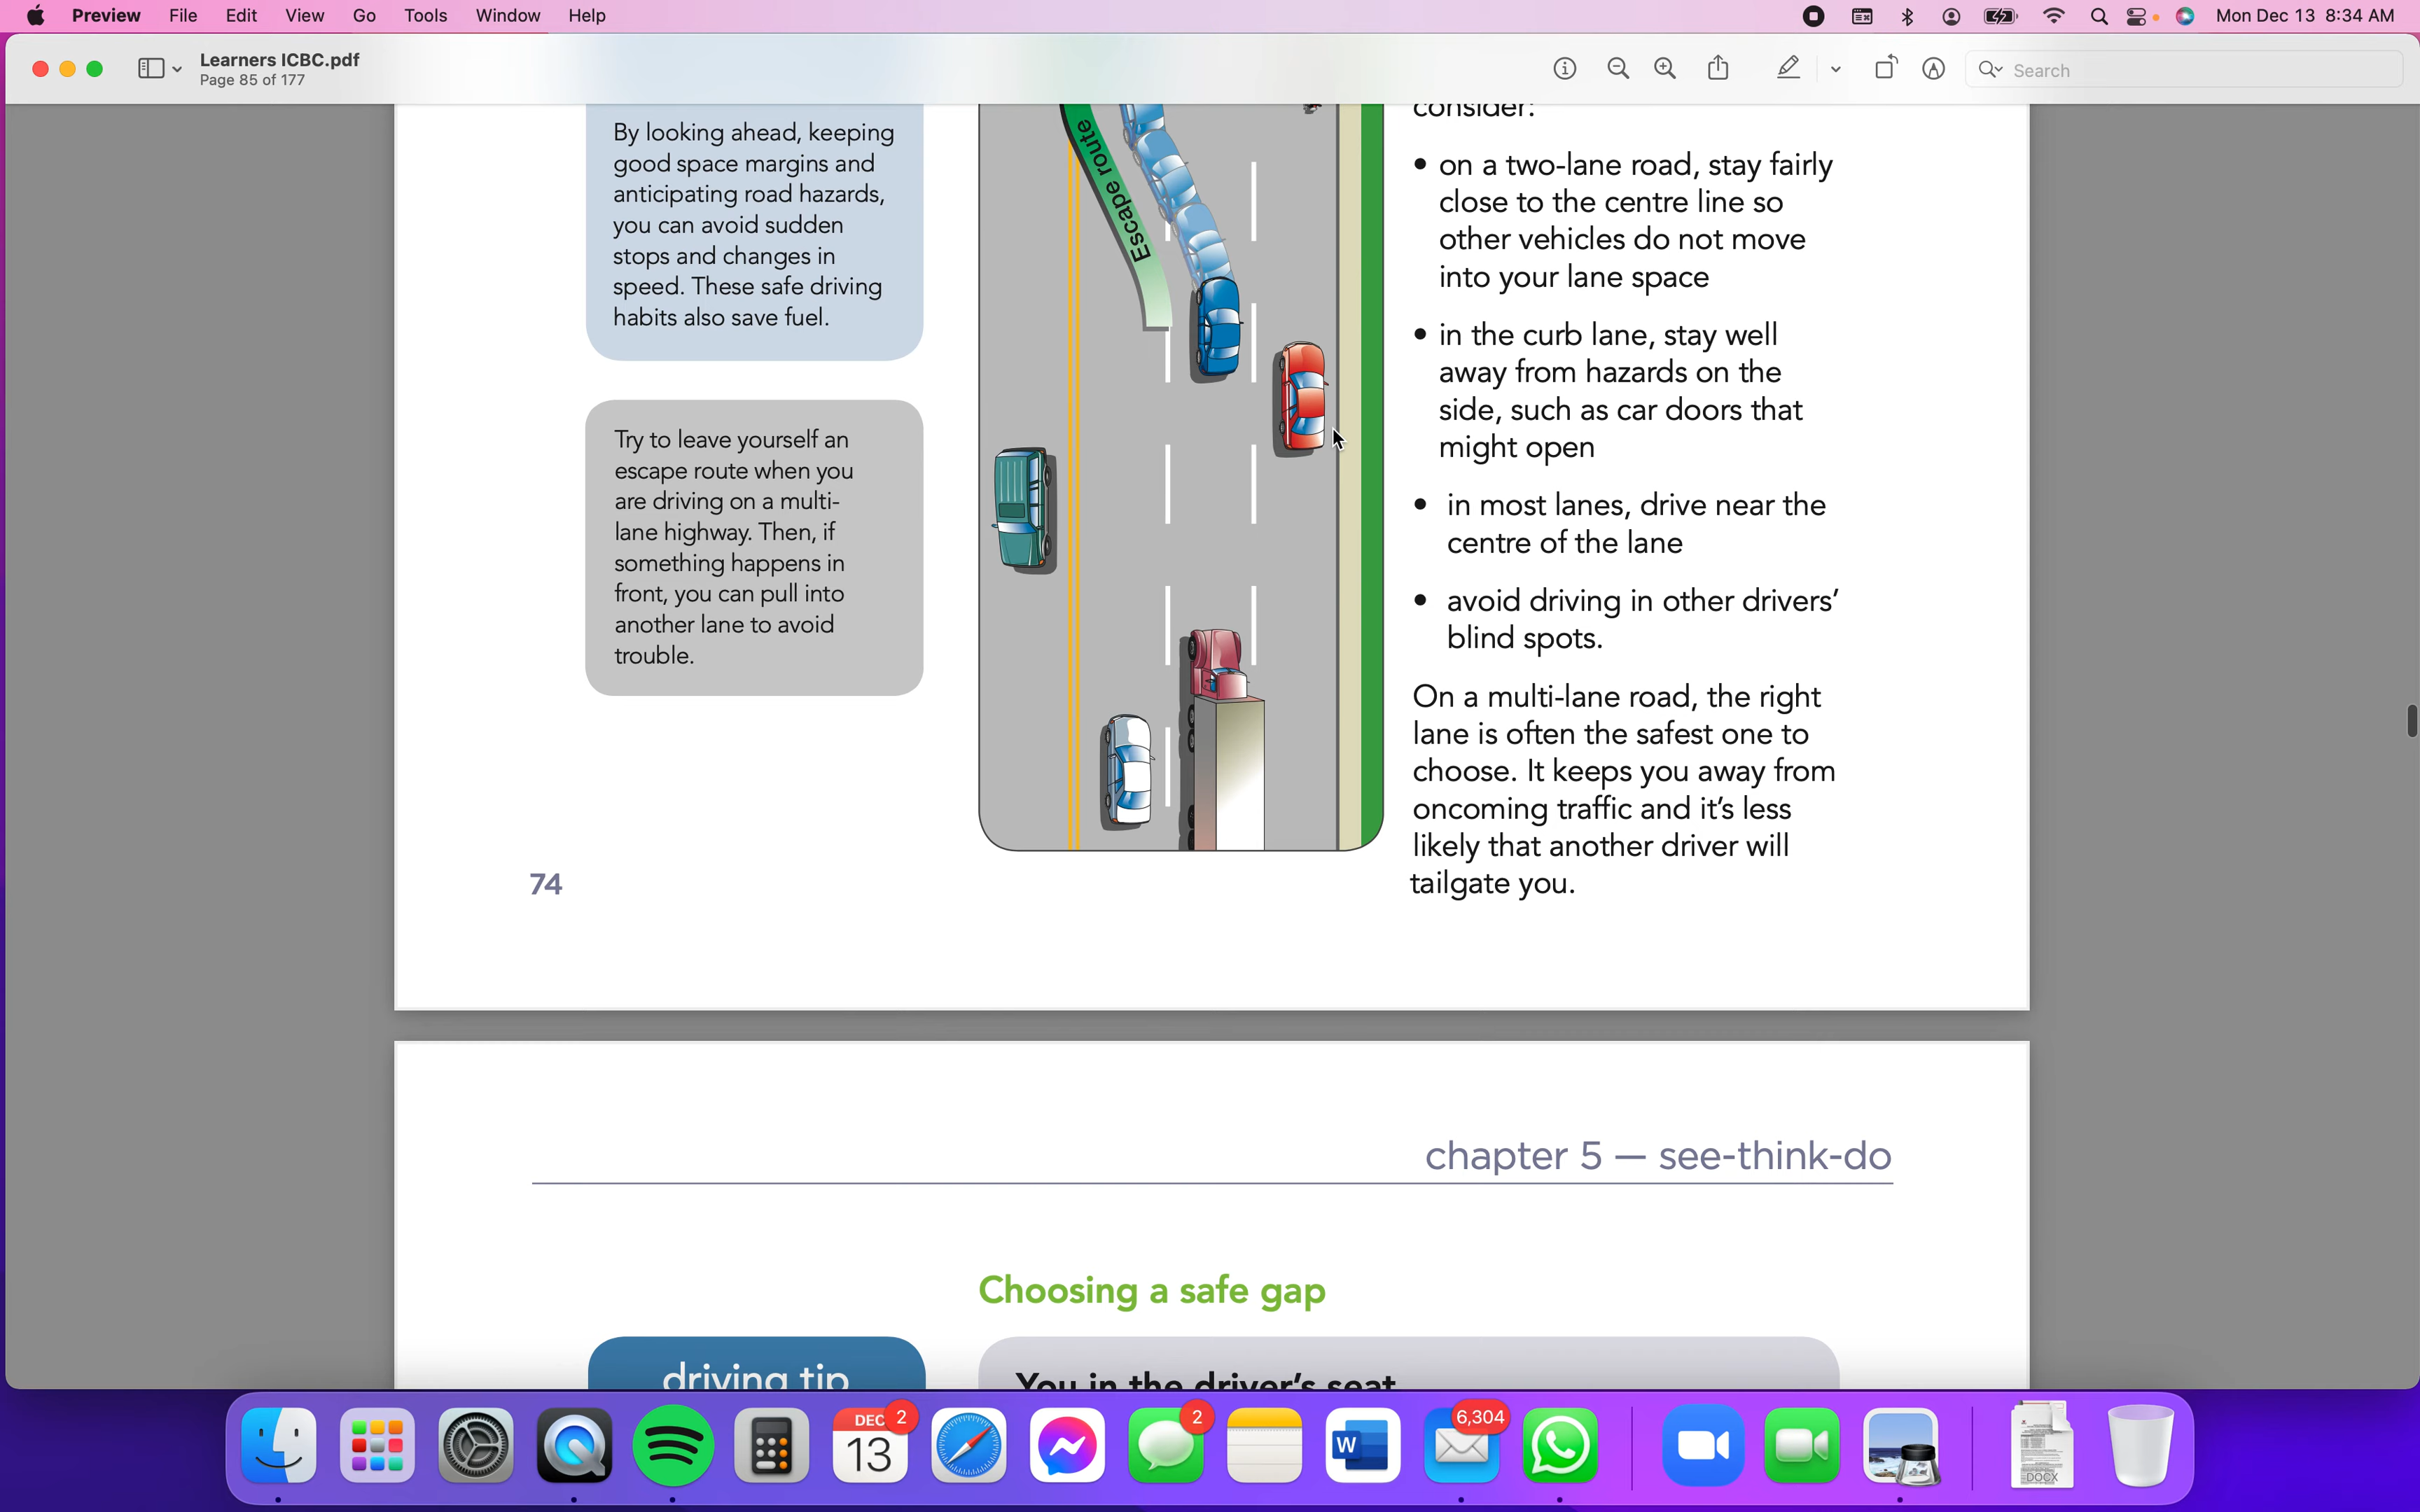 Preview File Edit View Go Tools Window Help
Mon Dec 13 8:34 AM
Learners ICBC.pdf
Page 85 of 177
Search
By looking ahead, keeping
good space margins and
anticipating road hazards,
you can avoid sudden
stops and changes in
speed. These safe driving
habits also save fuel.
Try to leave yourself an
escape route when you
are driving on a multi-
lane highway. Then, if
something happens in
front, you can pull into
another lane to avoid
trouble.
74
Escape route
consider:
• on a two-lane road, stay fairly
close to the centre line so
other vehicles do not move
into your lane space
• in the curb lane, stay well
away from hazards on the
side, such as car doors that
might open
• in most lanes, drive near the
centre of the lane
• avoid driving in other drivers'
blind spots.
On a multi-lane road, the right
lane is often the safest one to
choose. It keeps you away from
oncoming traffic and it's less
likely that another driver will
tailgate you.
chapter 5 — see-think-do
Choosing a safe gap
driving tip
You in the driver's seat
DEC 2
13
2
W
6,304
DOCX